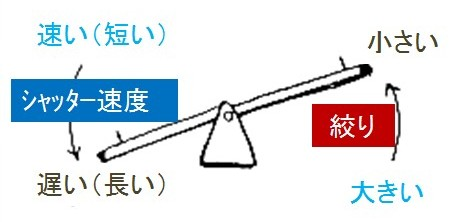 速い（短い）
小さい
シャッター速度
絞り
遅い（長い）
大きい